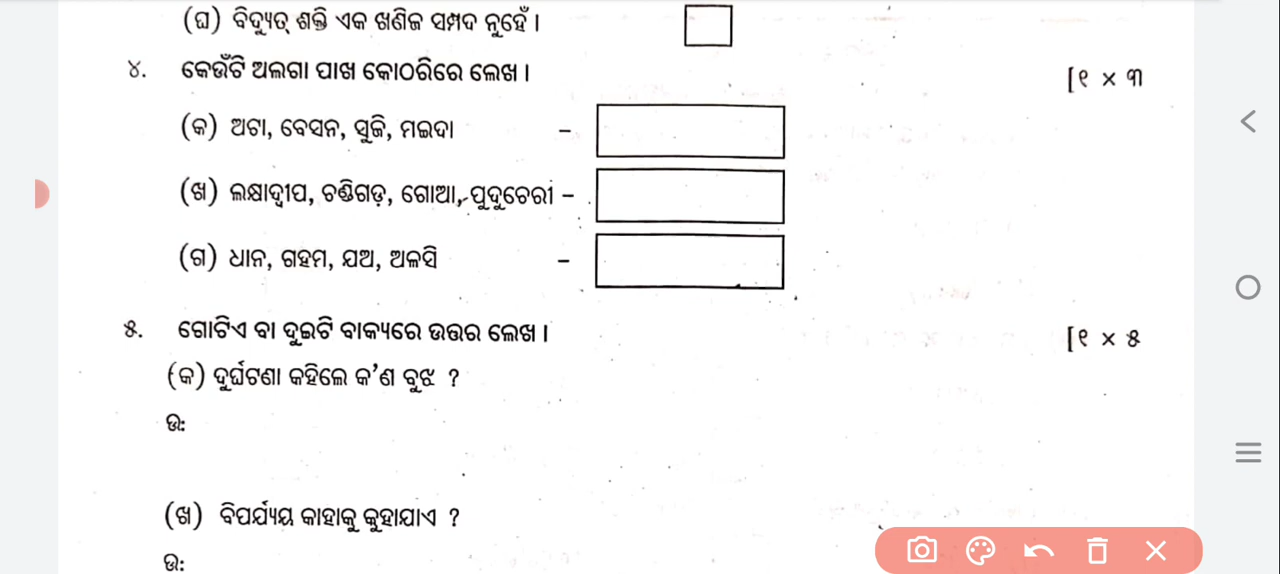 (ଘ) ବିଦ୍ୟୁତ୍ ଶକ୍ତି ଏକ ଖଣିଜ ସମ୍ପଦ ନୁହେଁ ।
୪. କେଉଁଟି ଅଲଗା ପାଖ କୋଠରିରେ ଲେଖ । [୧ × ୩
(କ) ଅଟା, ବେସନ, ସୁଜି, ମଇଦା –
(ଖ) ଲକ୍ଷାଦ୍ୱୀପ, ଚଣ୍ଡିଗଡ଼, ଗୋଆ, ପୁଦୁଚେରୀ –
(ଗ) ଧାନ, ଗହମ, ଯଅ, ଅଳସି –
୫. ଗୋଟିଏ ବା ଦୁଇଟି ବାକ୍ୟରେ ଉତ୍ତର ଲେଖ । [୧ × ୫
(କ) ଦୁର୍ଘଟଣା କହିଲେ କ'ଣ ବୁଝ ?
ଉ:
(ଖ) ବିପର୍ଯ୍ୟୟ କାହାକୁ କୁହାଯାଏ ?
ଉ: